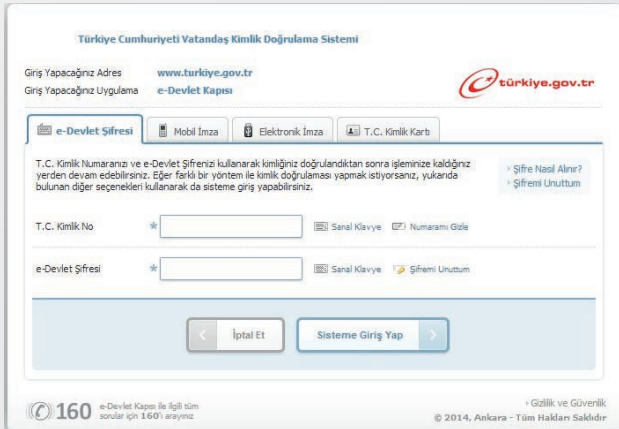 Türkiye Cumhuriyeti Vatandaş Kimlik Doğrulama Sistemi
Giriş Yapacağınız Adres www.turkiye.gov.tr
Giriş Yapacağınız Uygulama e-Devlet Kapısı
türkiye.gov.tr
e-Devlet Şifresi Mobil İmza Elektronik İmza T.C. Kimlik Kartı
T.C. Kimlik Numaranızı ve e-Devlet Şifrenizi kullanarak kimliğiniz doğrulandıktan sonra işleminize kaldığınız
yerden devam edebilirsiniz. Eğer farklı bir yöntem ile kimlik doğrulaması yapmak istiyorsanız, yukarıda
bulunan diğer seçenekleri kullanarak da sisteme giriş yapabilirsiniz.
Şifre Nasıl Alınır?
Şifremi Unuttum
T.C. Kimlik No * Sanal Klavye Numaramı Gizle
e-Devlet Şifresi * Sanal Klavye Şifremi Unuttum
İptal Et Sisteme Giriş Yap
160 e-Devlet Kapısı ile ilgili tüm
sorular için 160'ı arayınız
Gizlilik ve Güvenlik
© 2014, Ankara - Tüm Hakları Saklıdır